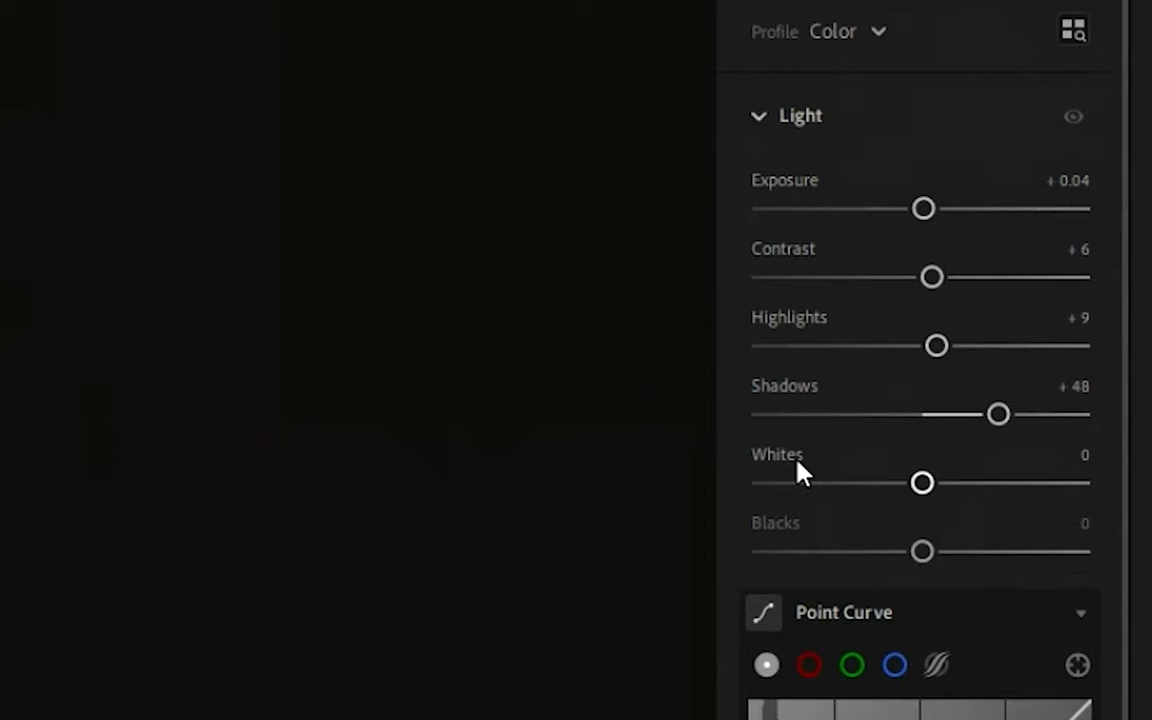 Profile Color
Light
Exposure + 0.04
Contrast + 6
Highlights + 9
Shadows + 48
Whites 0
Blacks 0
Point Curve